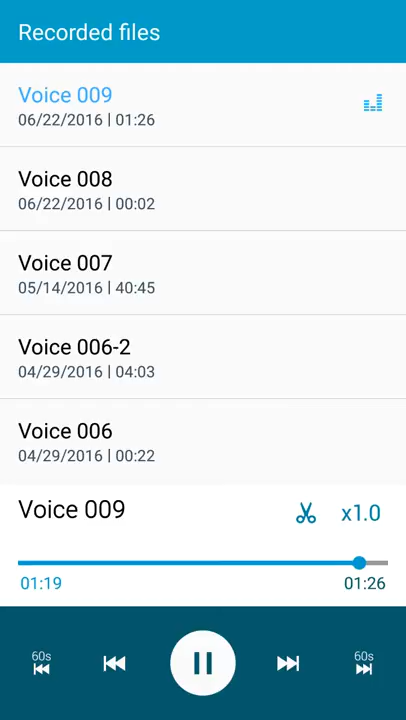 Recorded files
Voice 009
06/22/2016 | 01:26
Voice 008
06/22/2016 | 00:02
Voice 007
05/14/2016 | 40:45
Voice 006-2
04/29/2016 | 04:03
Voice 006
04/29/2016 | 00:22
Voice 009
x1.0
01:19
01:26
60s
60s